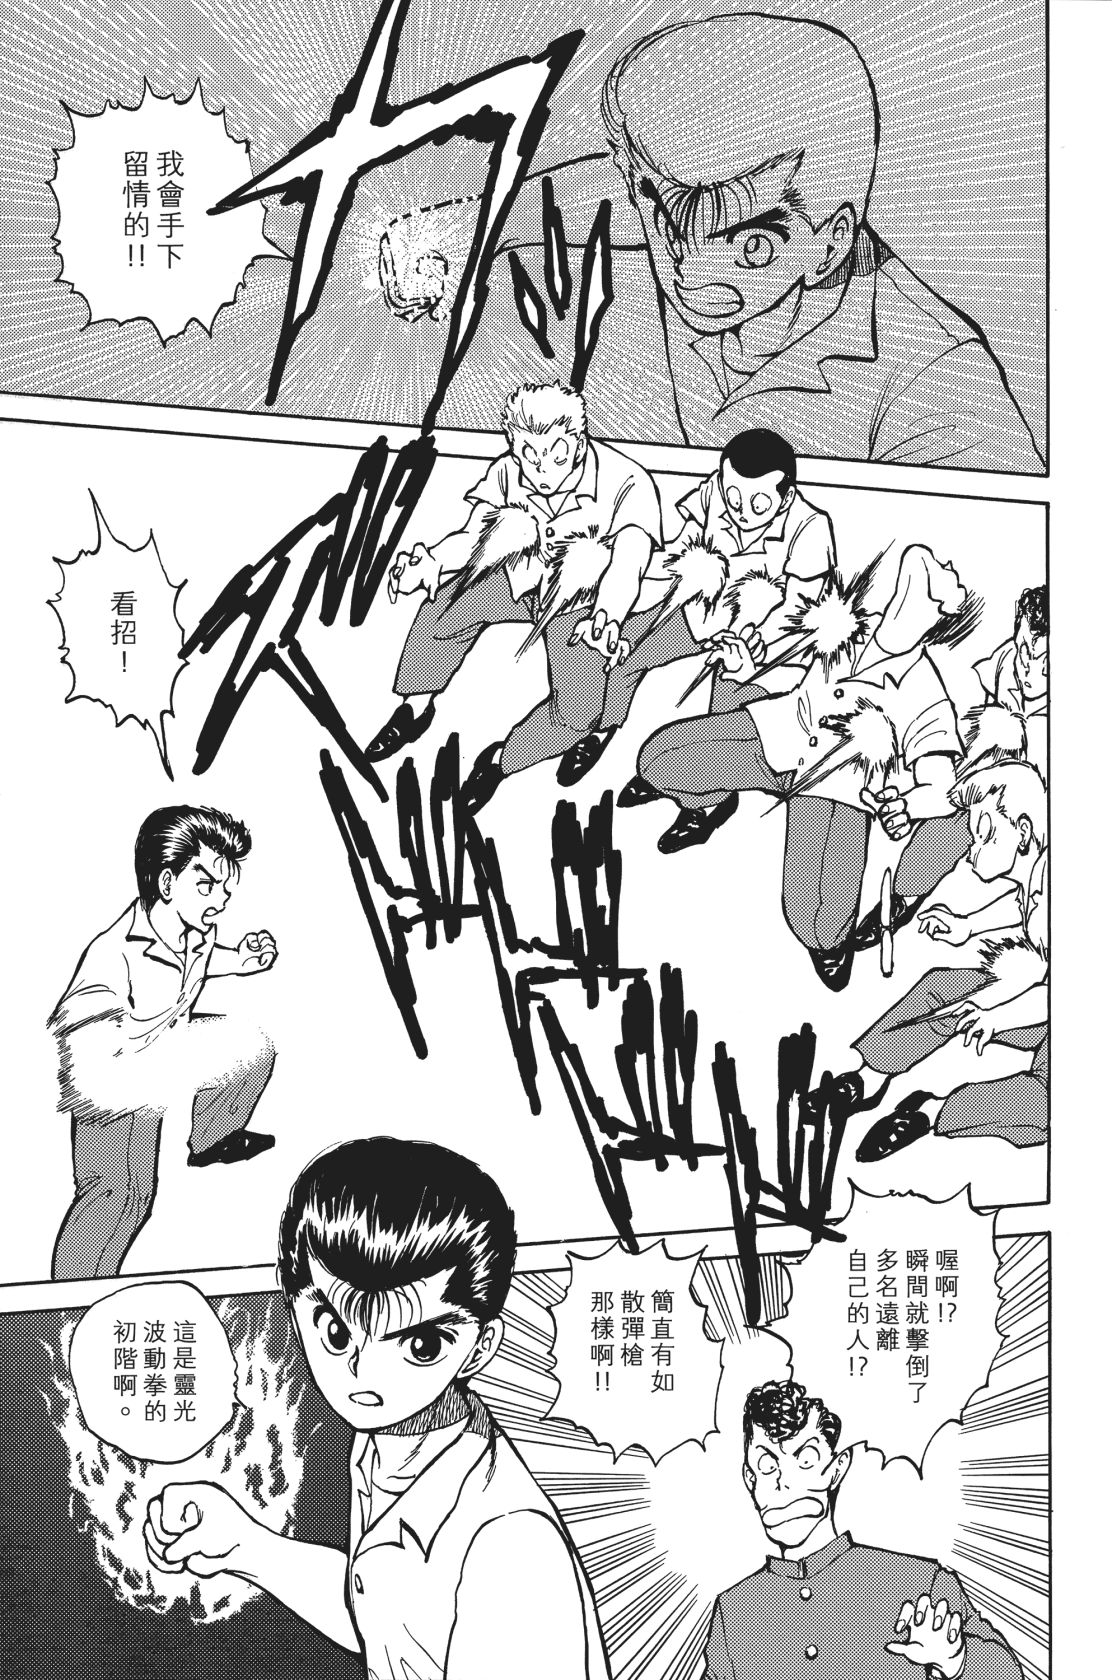 我會手下
留情的!!
看招！
喔啊!?
瞬間就擊倒了
多名遠離
自己的人!?
簡直有如
散彈槍
那樣啊!!
這是靈光
波動拳的
初階啊。